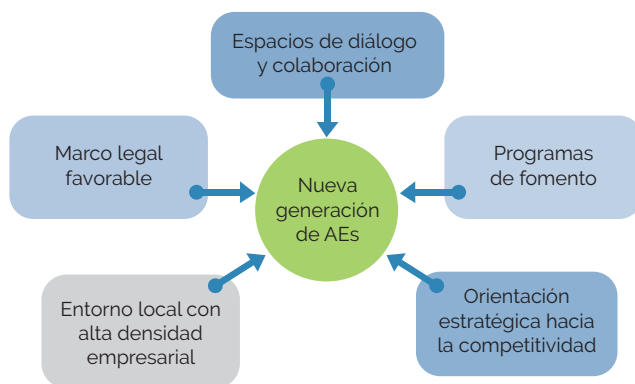 Espacios de diálogo
y colaboración
Marco legal
favorable
Programas
de fomento
Nueva
generación
de AEs
Entorno local con
alta densidad
empresarial
Orientación
estratégica hacia
la competitividad